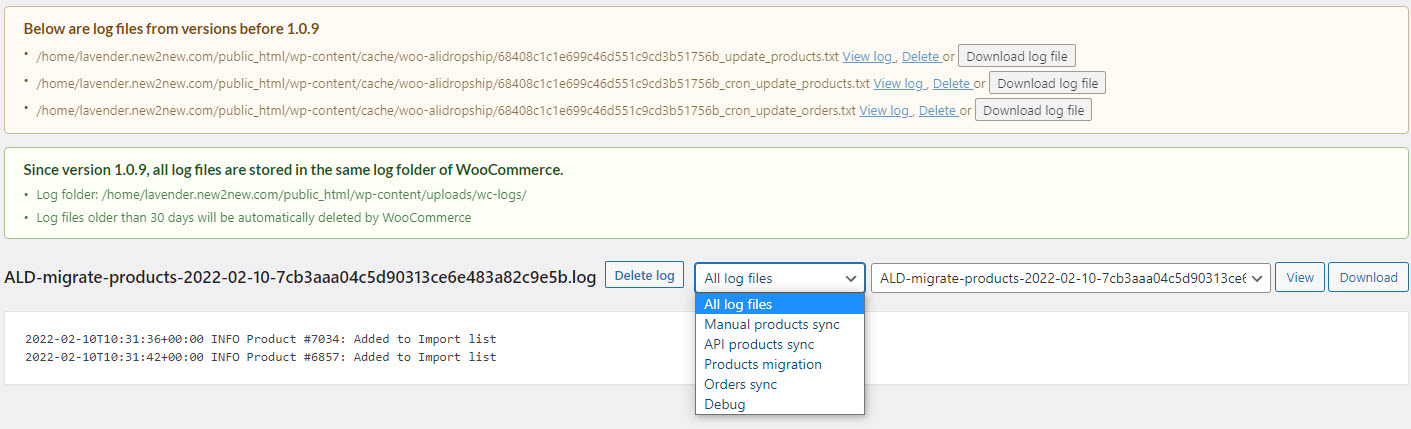 Below are log files from versions before 1.0.9
• /home/lavender.new2new.com/public_html/wp-content/cache/woo-alidropship/68408c1c1e699c46d551c9cd3b51756b_update_products.txt View log , Delete or Download log file
• /home/lavender.new2new.com/public_html/wp-content/cache/woo-alidropship/68408c1c1e699c46d551c9cd3b51756b_cron_update_products.txt View log , Delete or Download log file
• /home/lavender.new2new.com/public_html/wp-content/cache/woo-alidropship/68408c1c1e699c46d551c9cd3b51756b_cron_update_orders.txt View log , Delete or Download log file
Since version 1.0.9, all log files are stored in the same log folder of WooCommerce.
• Log folder: /home/lavender.new2new.com/public_html/wp-content/uploads/wc-logs/
• Log files older than 30 days will be automatically deleted by WooCommerce
ALD-migrate-products-2022-02-10-7cb3aaa04c5d90313ce6e483a82c9e5b.log Delete log All log files ALD-migrate-products-2022-02-10-7cb3aaa04c5d90313ce6 View Download
All log files
Manual products sync
API products sync
Products migration
Orders sync
Debug
2022-02-10T10:31:36+00:00 INFO Product #7034: Added to Import list
2022-02-10T10:31:42+00:00 INFO Product #6857: Added to Import list